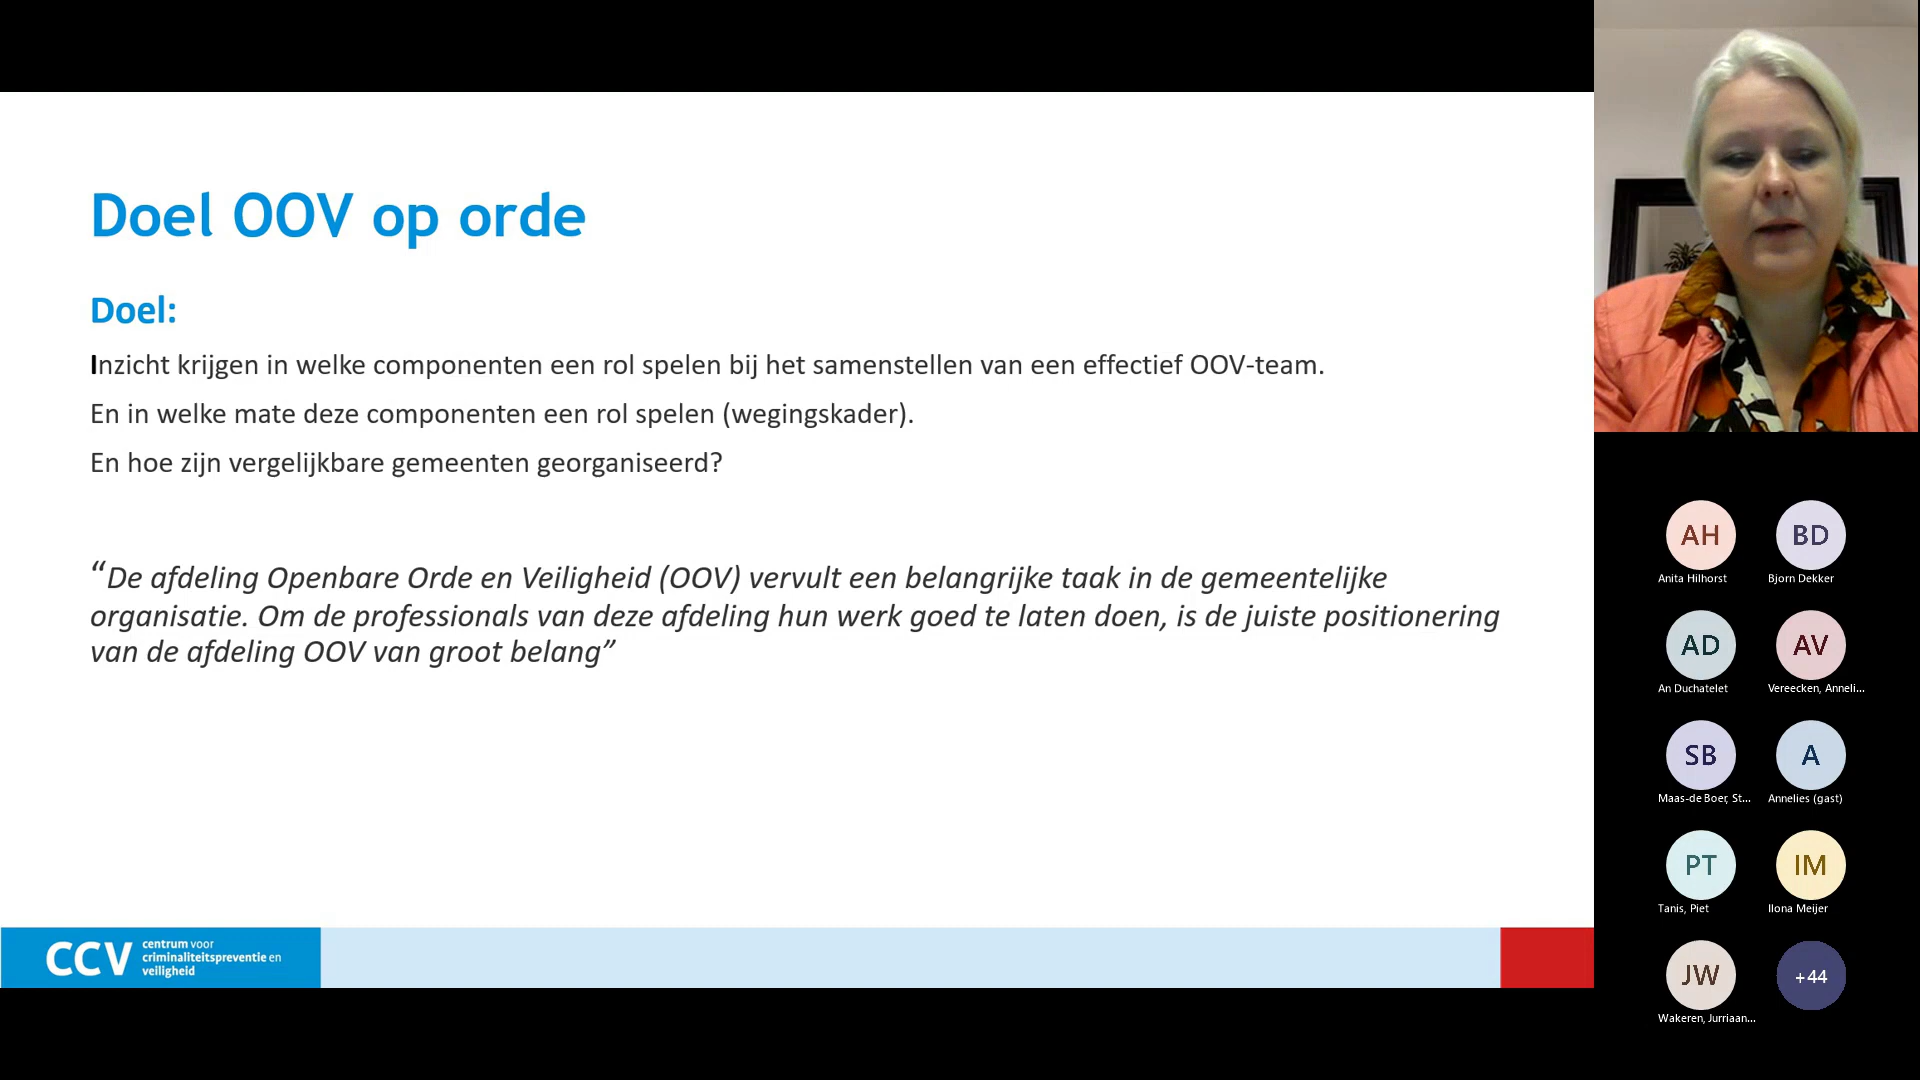 Doel OOV op orde
Doel:
Inzicht krijgen in welke componenten een rol spelen bij het samenstellen van een effectief OOV-team.
En in welke mate deze componenten een rol spelen (wegingskader).
En hoe zijn vergelijkbare gemeenten georganiseerd?
“De afdeling Openbare Orde en Veiligheid (OOV) vervult een belangrijke taak in de gemeentelijke
organisatie. Om de professionals van deze afdeling hun werk goed te laten doen, is de juiste positionering
van de afdeling OOV van groot belang”
CCV
centrum voor
criminaliteitspreventie en
veiligheid
AH
Anita Hilhorst
BD
Bjorn Dekker
AD
An Duchatelet
AV
Vereecken, Anneli...
SB
Maas-de Boer, St...
A
Annelies (gast)
PT
Tanis, Piet
IM
Ilona Meijer
JW
Wakeren, Jurriaan...
+44